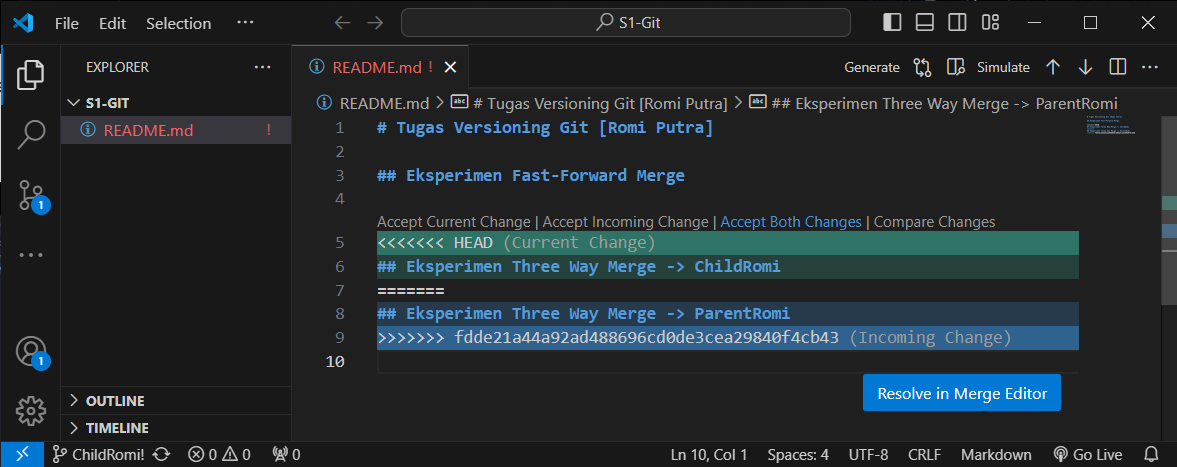 File Edit Selection ··· S1-Git
EXPLORER ···
README.md ! Generate Simulate ···
S1-GIT
README.md > # Tugas Versioning Git [Romi Putra] > ## Eksperimen Three Way Merge -> ParentRomi
README.md !
1 # Tugas Versioning Git [Romi Putra]
2
3 ## Eksperimen Fast-Forward Merge
4
Accept Current Change | Accept Incoming Change | Accept Both Changes | Compare Changes
5 <<<<<<< HEAD (Current Change)
6 ## Eksperimen Three Way Merge -> ChildRomi
7 =======
8 ## Eksperimen Three Way Merge -> ParentRomi
9 >>>>>>> fdde21a44a92ad488696cd0de3cea29840f4cb43 (Incoming Change)
10
Resolve in Merge Editor
1
1
OUTLINE
TIMELINE
ChildRomi! 0 0 0 Ln 10, Col 1 Spaces: 4 UTF-8 CRLF Markdown Go Live